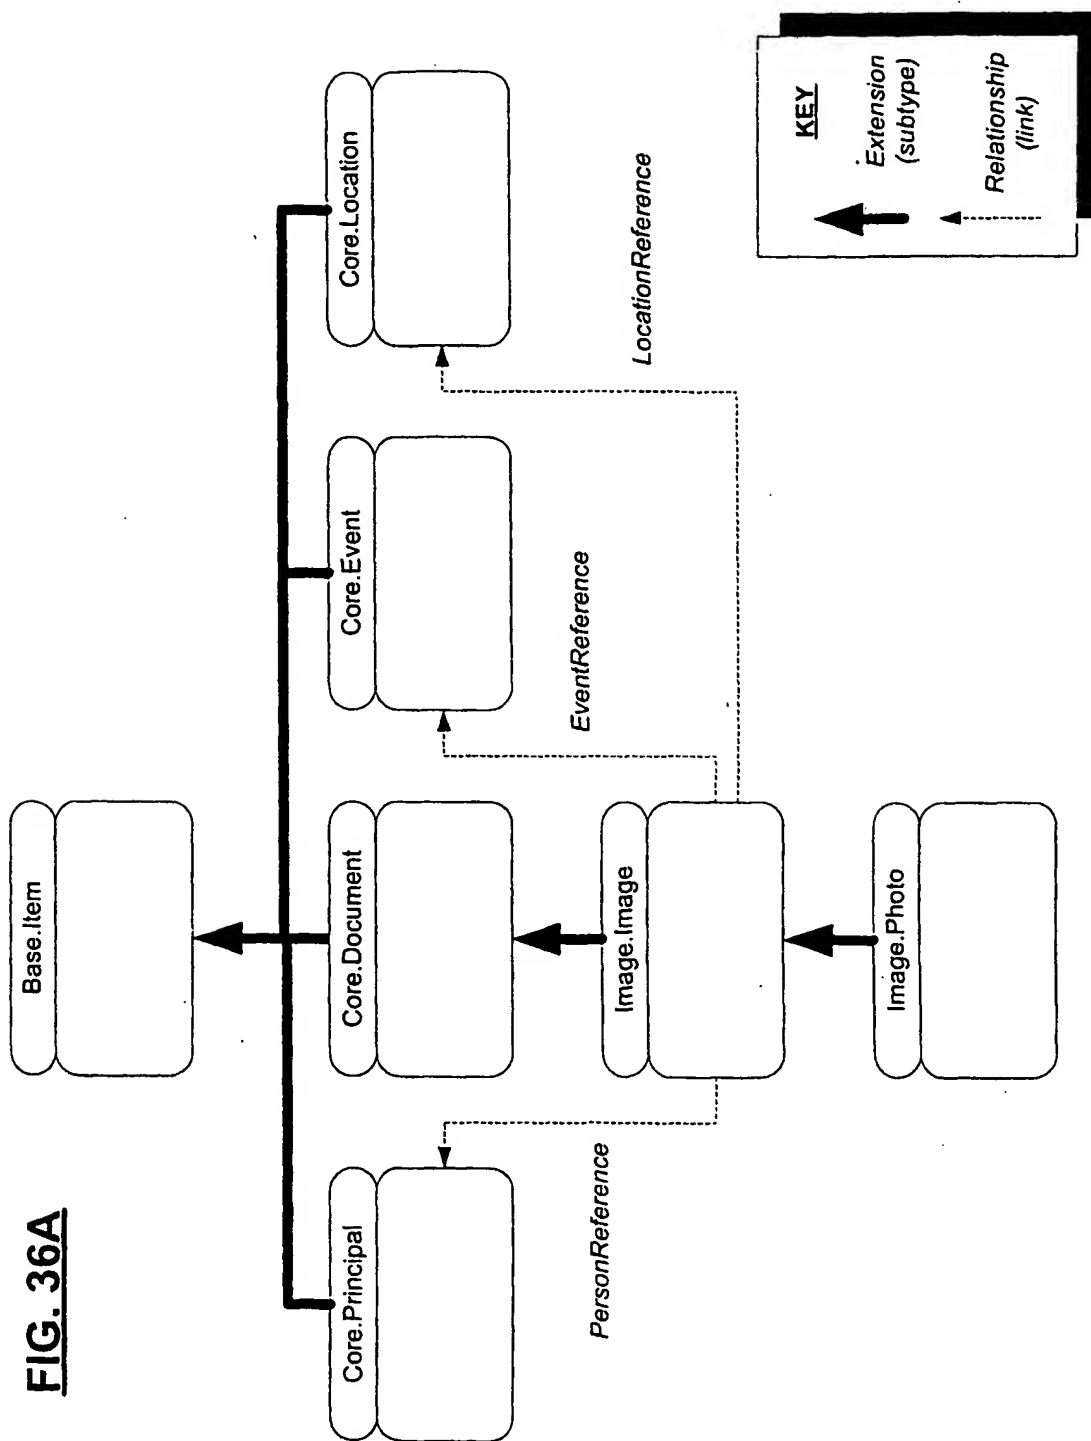 FIG. 36A
Base.Item
Core.Principal
Core.Document
Core.Event
Core.Location
PersonReference
Image.Image
EventReference
LocationReference
Image.Photo
KEY
Extension
(subtype)
Relationship
(link)